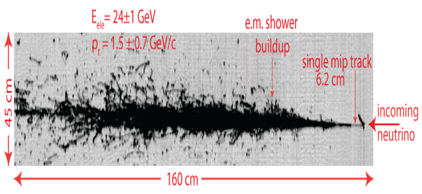 E_ele = 24±1 GeV
p_t = 1.5 ± 0.7 GeV/c
e.m. shower
buildup
single mip track
6.2 cm
incoming
neutrino
45 cm
160 cm